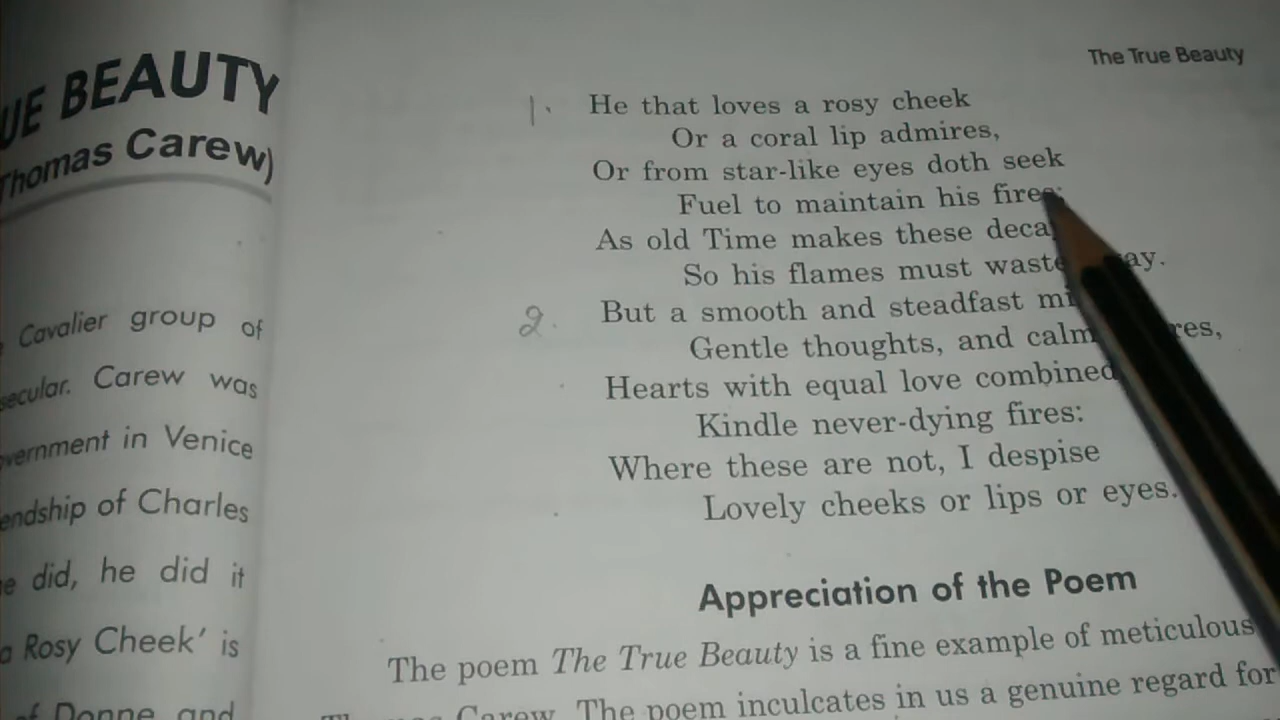 UE BEAUTY
Thomas Carew)
Cavalier group of
secular. Carew was
vernment in Venice
endship of Charles
e did, he did it
a Rosy Cheek' is
of Donne and
The True Beauty
1. He that loves a rosy cheek
Or a coral lip admires,
Or from star-like eyes doth seek
Fuel to maintain his fires;
As old Time makes these deca
So his flames must waste ay.
2. But a smooth and steadfast mi
Gentle thoughts, and calm res,
Hearts with equal love combined
Kindle never-dying fires:
Where these are not, I despise
Lovely cheeks or lips or eyes.
Appreciation of the Poem
The poem The True Beauty is a fine example of meticulous
Carew. The poem inculcates in us a genuine regard for